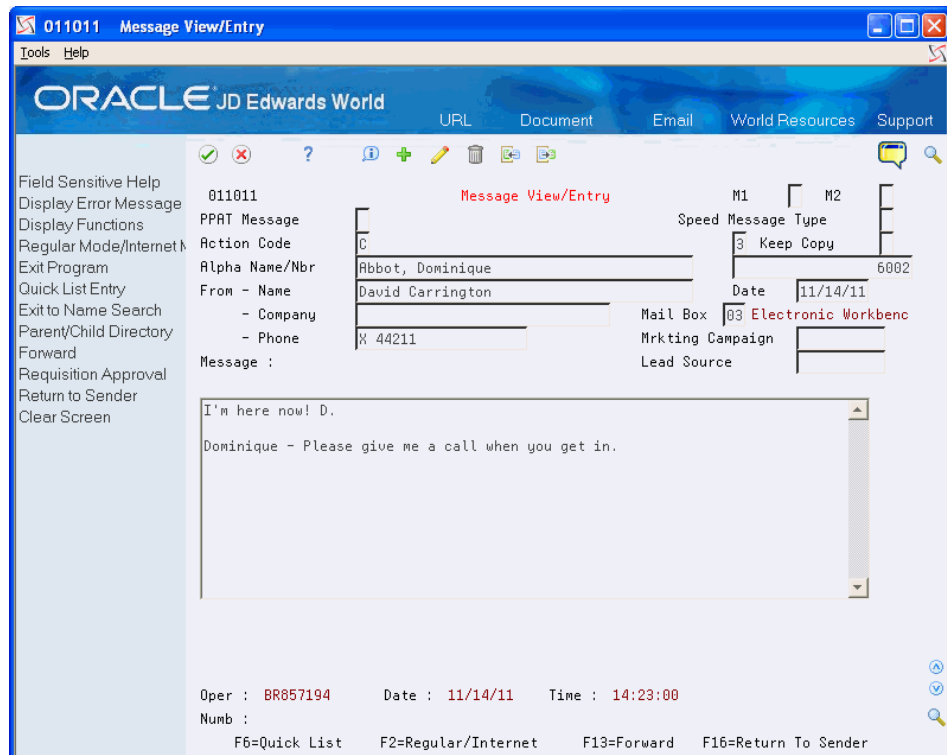 011011 Message View/Entry
Tools Help
ORACLE JD Edwards World
URL Document Email World Resources Support
Field Sensitive Help
Display Error Message
Display Functions
Regular Mode/Internet M
Exit Program
Quick List Entry
Exit to Name Search
Parent/Child Directory
Forward
Requisition Approval
Return to Sender
Clear Screen
011011 Message View/Entry M1 M2
PPAT Message Speed Message Type
Action Code C 3 Keep Copy
Alpha Name/Nbr Abbot, Dominique 6002
From - Name David Carrington Date 11/14/11
- Company Mail Box 03 Electronic Workbenc
- Phone X 44211 Mrkting Campaign
Message : Lead Source
I'm here now! D.
Dominique - Please give me a call when you get in.
Oper : BR857194 Date : 11/14/11 Time : 14:23:00
Numb :
F6=Quick List F2=Regular/Internet F13=Forward F16=Return To Sender